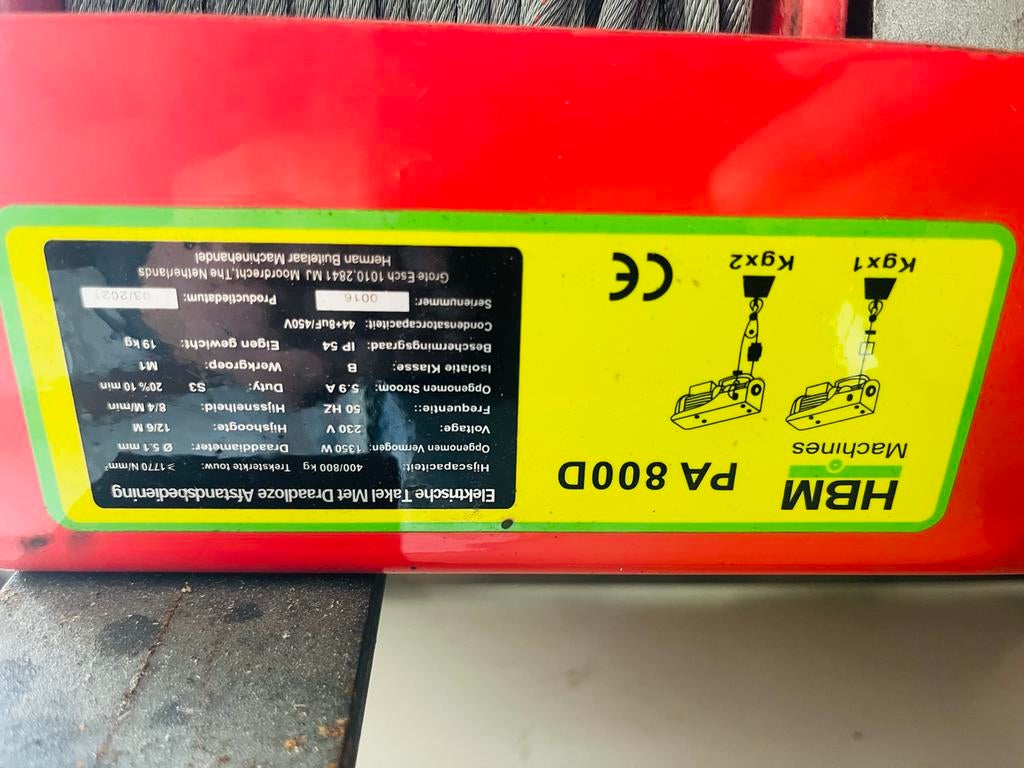 HBM
Machines
PA 800D
Kgx1
Kgx2
CE
Elektrische Takel Met Draadloze Afstandsbediening
Hijscapaciteit: 400/800 kg Treksterkte touw: ≥1770 N/mm²
Opgenomen Vermogen: 1350 W Draaddiameter: Ø 5.1 mm
Voltage: 230 V Hijshoogte: 12/6 M
Frequentie:: 50 HZ Hijssnelheid: 8/4 M/min
Opgenomen Stroom: 5.9 A Duty: S3 20% 10 min
Isolatie Klasse: B Werkgroep: M1
Beschermingsgraad: IP 54 Eigen gewicht: 19 kg
Condensatorcapaciteit: 44+8uF/450V
Serienummer: 0016 Productiedatum: 03/2021
Grote Esch 1010,2841 MJ Moordrecht,The Netherlands
Herman Buitelaar Machinehandel